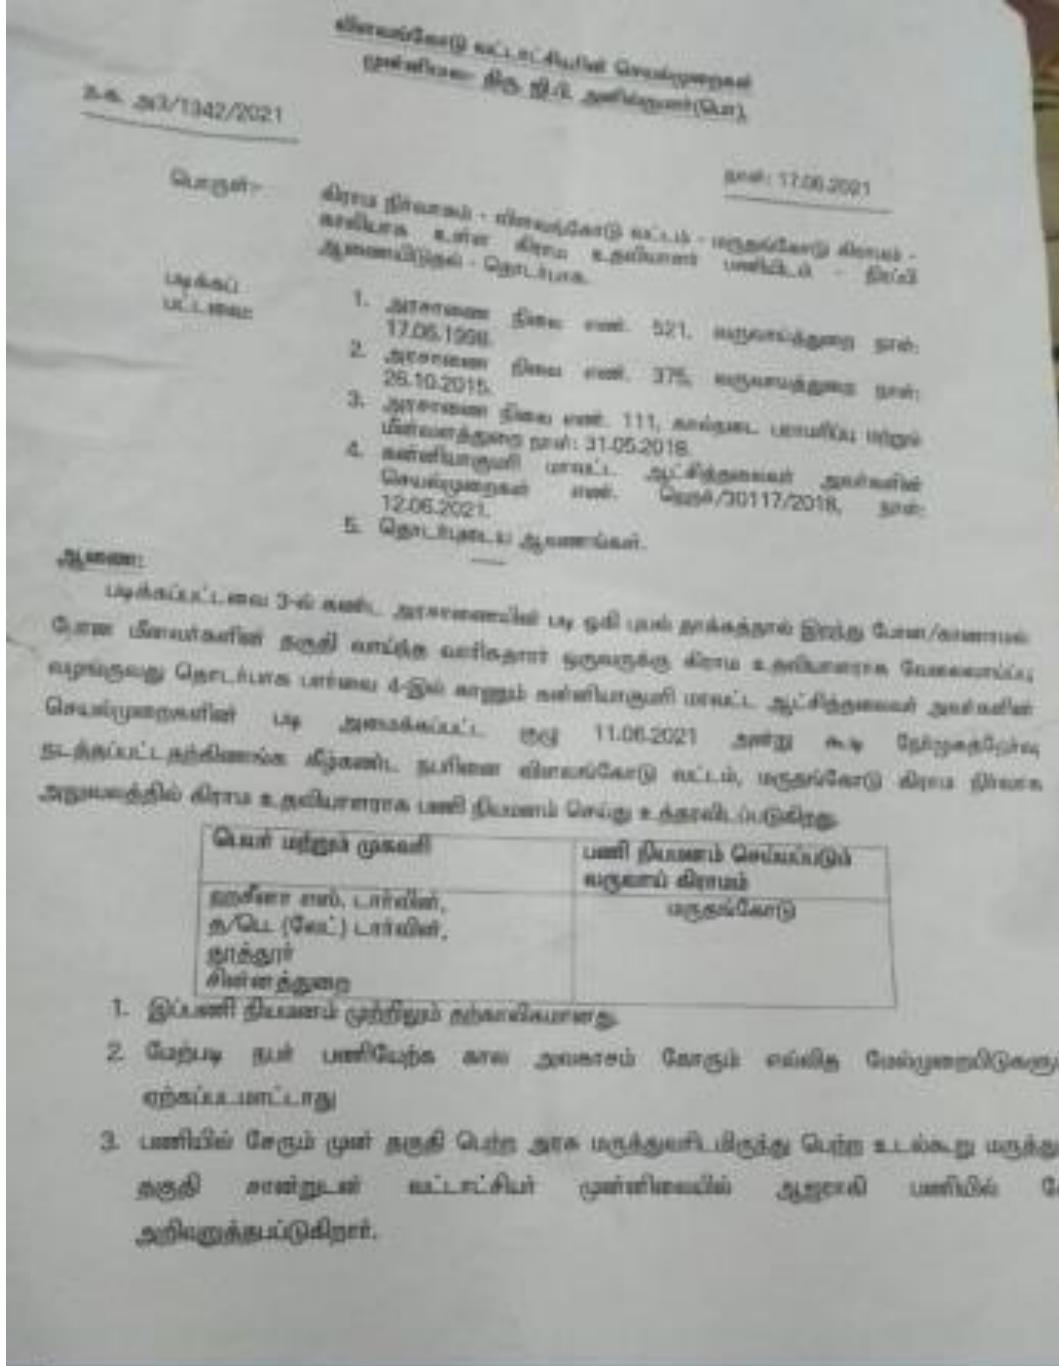 விளவங்கோடு வட்டாட்சியரின் செயல்முறைகள்
முன்னிலை: திரு. ஜி.பி. அனில்குமார்(பொ),
ந.க. அ3/1342/2021
நாள்: 17.06.2021
பொருள்:-
கிராம நிர்வாகம் - விளவங்கோடு வட்டம் - மருதங்கோடு கிராமம் -
காலியாக உள்ள கிராம உதவியாளர் பணியிடம் - நிரப்பி
ஆணையிடுதல் - தொடர்பாக.
படிக்கப்
பட்டவை:
1. அரசாணை நிலை எண். 521, வருவாய்த்துறை நாள்:
17.06.1998.
2. அரசாணை நிலை எண். 375, வருவாய்த்துறை நாள்:
26.10.2015.
3. அரசாணை நிலை எண். 111, கால்நடை பராமரிப்பு மற்றும்
மீன்வளத்துறை நாள்: 31-05.2018.
4. கன்னியாகுமரி மாவட்ட ஆட்சித்தலைவர் அவர்களின்
செயல்முறைகள் எண். /30117/2018, நாள்:
12.06.2021.
5. தொடர்புடைய ஆவணங்கள்.
ஆணை:
படிக்கப்பட்டவை 3-ல் கண்ட அரசாணையின் படி ஒகி புயல் தாக்கத்தால் இறந்து போன/காணாமல்
போன மீனவர்களின் தகுதி வாய்ந்த வாரிசுதாரர் ஒருவருக்கு கிராம உதவியாளராக வேலைவாய்ப்பு
வழங்குவது தொடர்பாக பார்வை 4-இல் காணும் கன்னியாகுமரி மாவட்ட ஆட்சித்தலைவர் அவர்களின்
செயல்முறைகளின் படி அமைக்கப்பட்ட குழு 11.06.2021 அன்று கூடி நேர்முகத்தேர்வு
நடத்தப்பட்டதற்கிணங்க கீழ்கண்ட நபரினை விளவங்கோடு வட்டம், மருதங்கோடு கிராம நிர்வாக
அலுவலத்தில் கிராம உதவியாளராக பணி நியமனம் செய்து உத்தரவிடப்படுகிறது.
பெயர் மற்றும் முகவரி
பணி நியமனம் செய்யப்படும்
வருவாய் கிராமம்
ஹசீனா எஸ். டார்வின்,
த/பெ. (லேட்) டார்வின்,
தூத்தூர்
சின்னத்துறை
மருதங்கோடு
1. இப்பணி நியமனம் முற்றிலும் தற்காலிகமானது.
2. மேற்படி நபர் பணியேற்க கால அவகாசம் கோரும் எவ்வித மேல்முறையீடுகளும்
ஏற்கப்படமாட்டாது
3. பணியில் சேரும் முன் தகுதி பெற்ற அரசு மருத்துவரிடமிருந்து பெற்ற உடல்கூறு மருத்து
தகுதி சான்றுடன் வட்டாட்சியர் முன்னிலையில் ஆஜராகி பணியில் சே
அறிவுறுத்தப்படுகிறார்.